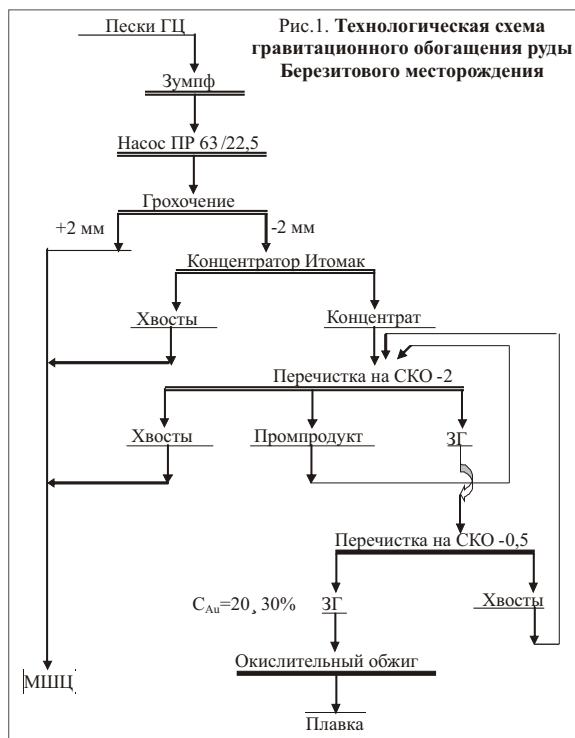 Пески ГЦ
Рис.1. Технологическая схема
гравитационного обогащения руды
Березитового месторождения
Зумпф
Насос ПР 63/22,5
Грохочение
+2 мм
-2 мм
Концентратор Итомак
Хвосты
Концентрат
Перечистка на СКО -2
Хвосты
Промпродукт
ЗГ
Перечистка на СКО -0,5
C_Au=20¸30%
ЗГ
Хвосты
Окислительный обжиг
МШЦ
Плавка